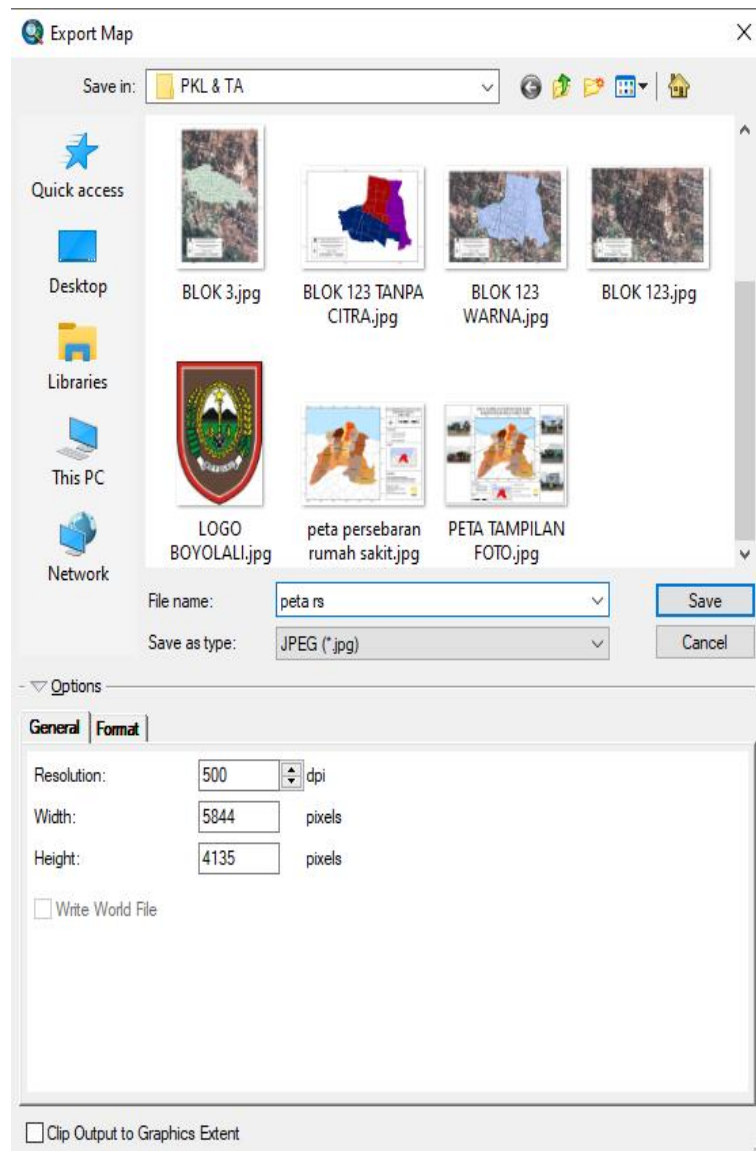 Export Map
Save in:
PKL & TA
Quick access
Desktop
Libraries
This PC
Network
BLOK 3.jpg
BLOK 123 TANPA
CITRA.jpg
BLOK 123
WARNA.jpg
BLOK 123.jpg
LOGO
BOYOLALI.jpg
peta persebaran
rumah sakit.jpg
PETA TAMPILAN
FOTO.jpg
File name:
peta rs
Save
Save as type:
JPEG (*.jpg)
Cancel
Options
General
Format
Resolution:
500
dpi
Width:
5844
pixels
Height:
4135
pixels
Write World File
Clip Output to Graphics Extent